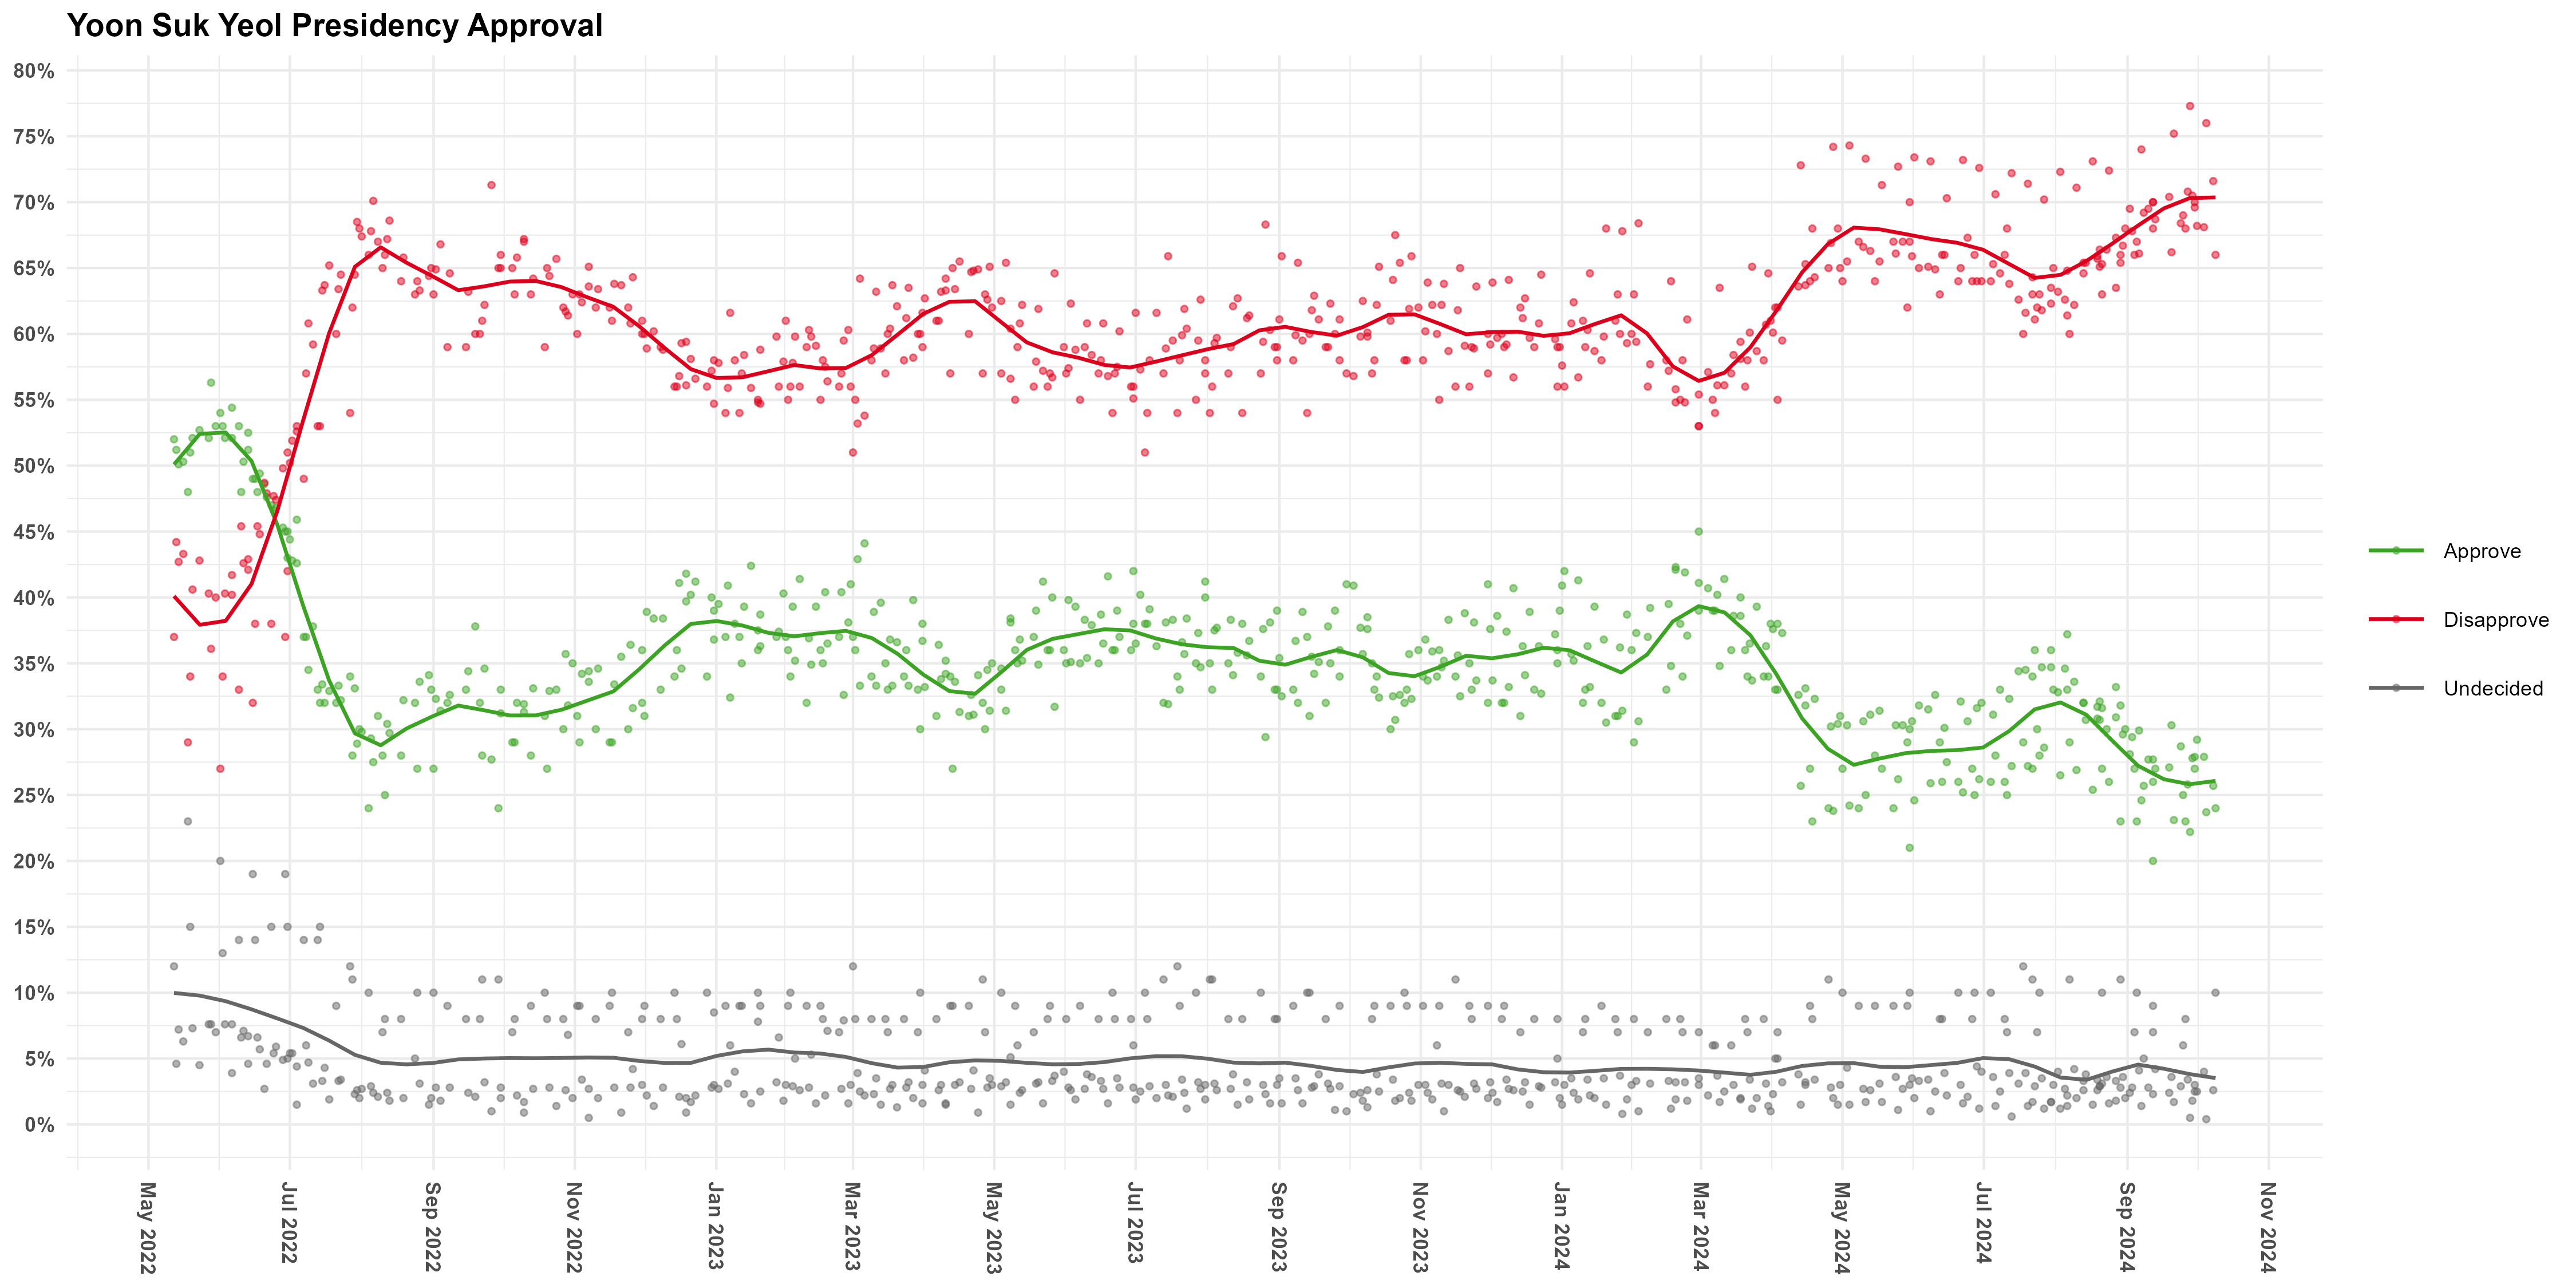 Yoon Suk Yeol Presidency Approval
80%
75%
70%
65%
60%
55%
50%
45%
40%
35%
30%
25%
20%
15%
10%
5%
0%
May 2022
Jul 2022
Sep 2022
Nov 2022
Jan 2023
Mar 2023
May 2023
Jul 2023
Sep 2023
Nov 2023
Jan 2024
Mar 2024
May 2024
Jul 2024
Sep 2024
Nov 2024
Approve
Disapprove
Undecided